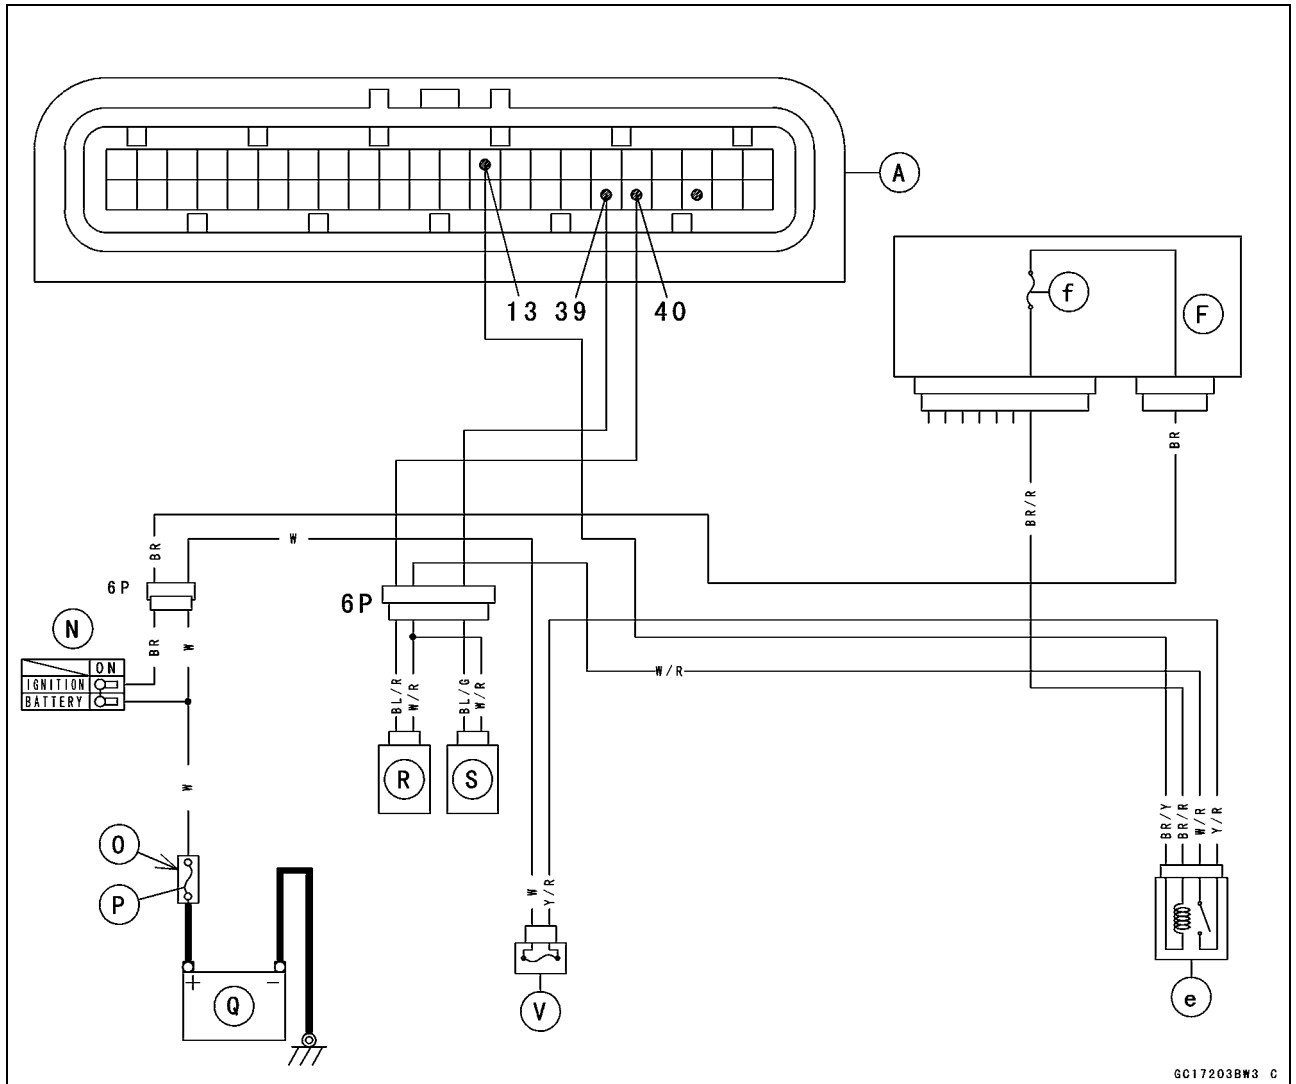 A
13 39 40
f
F
BR
BR/R
BR
W
6P
6P
N
BR
W
ON
IGNITION
BATTERY
W/R
BL/R
W/R
BL/G
W/R
R
S
W
BR/Y
BR/R
W/R
Y/R
O
P
W
Y/R
+
-
Q
V
e
GC17203BW3 C